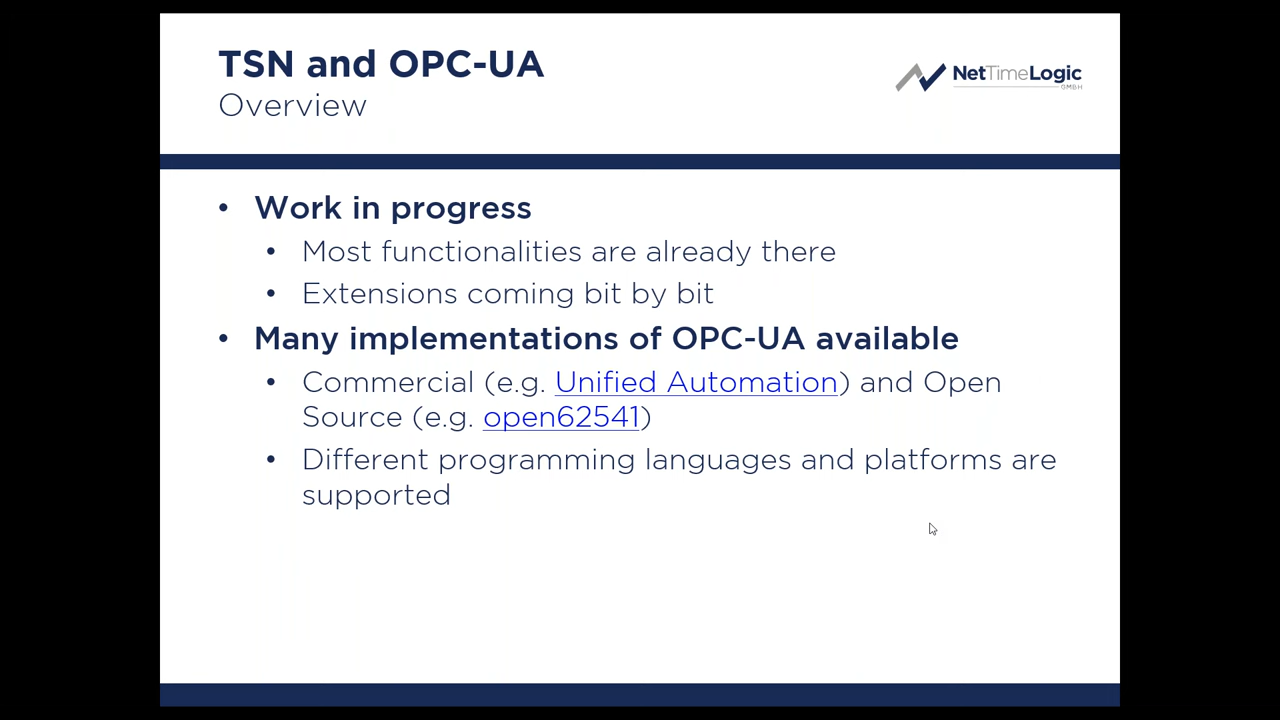 TSN and OPC-UA
Overview
NetTimeLogic
GMBH
• Work in progress
• Most functionalities are already there
• Extensions coming bit by bit
• Many implementations of OPC-UA available
• Commercial (e.g. Unified Automation) and Open
Source (e.g. open62541)
• Different programming languages and platforms are
supported